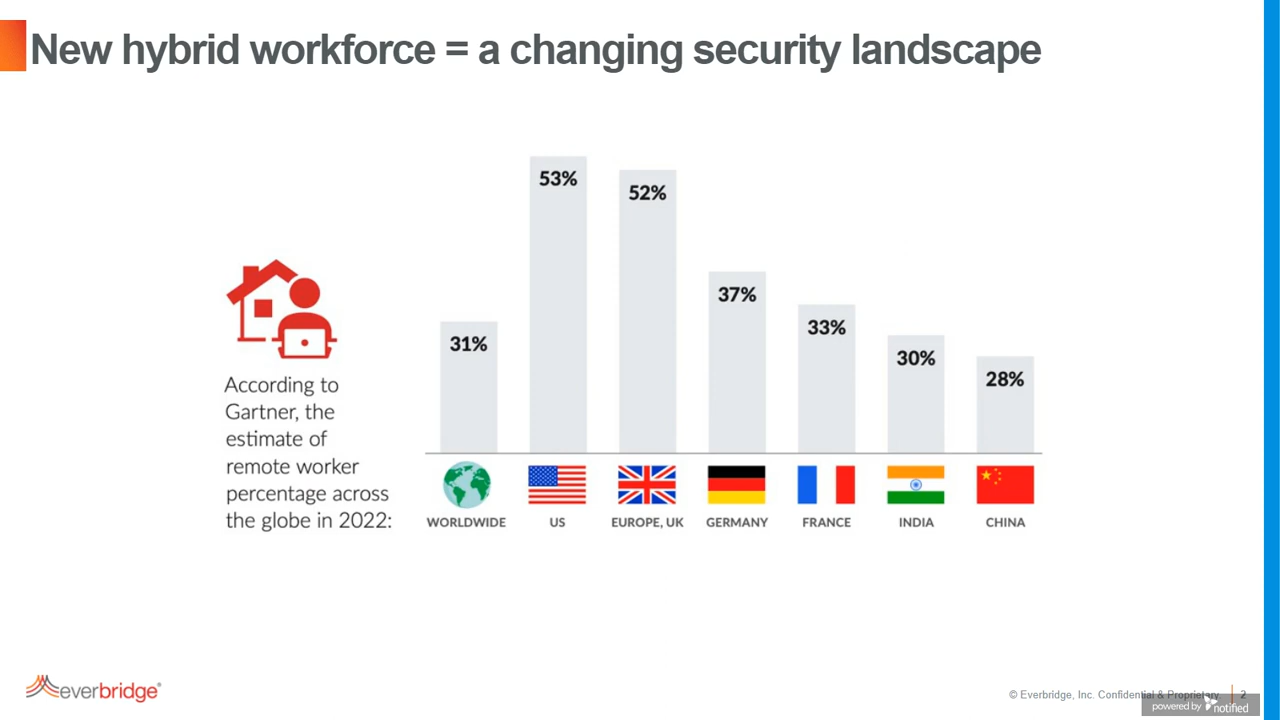 New hybrid workforce = a changing security landscape
53%
52%
37%
33%
31%
30%
28%
According to
Gartner, the
estimate of
remote worker
percentage across
the globe in 2022:
WORLDWIDE
US
EUROPE, UK
GERMANY
FRANCE
INDIA
CHINA
everbridge®
© Everbridge, Inc. Confidential & Proprietary.
2
powered by notified